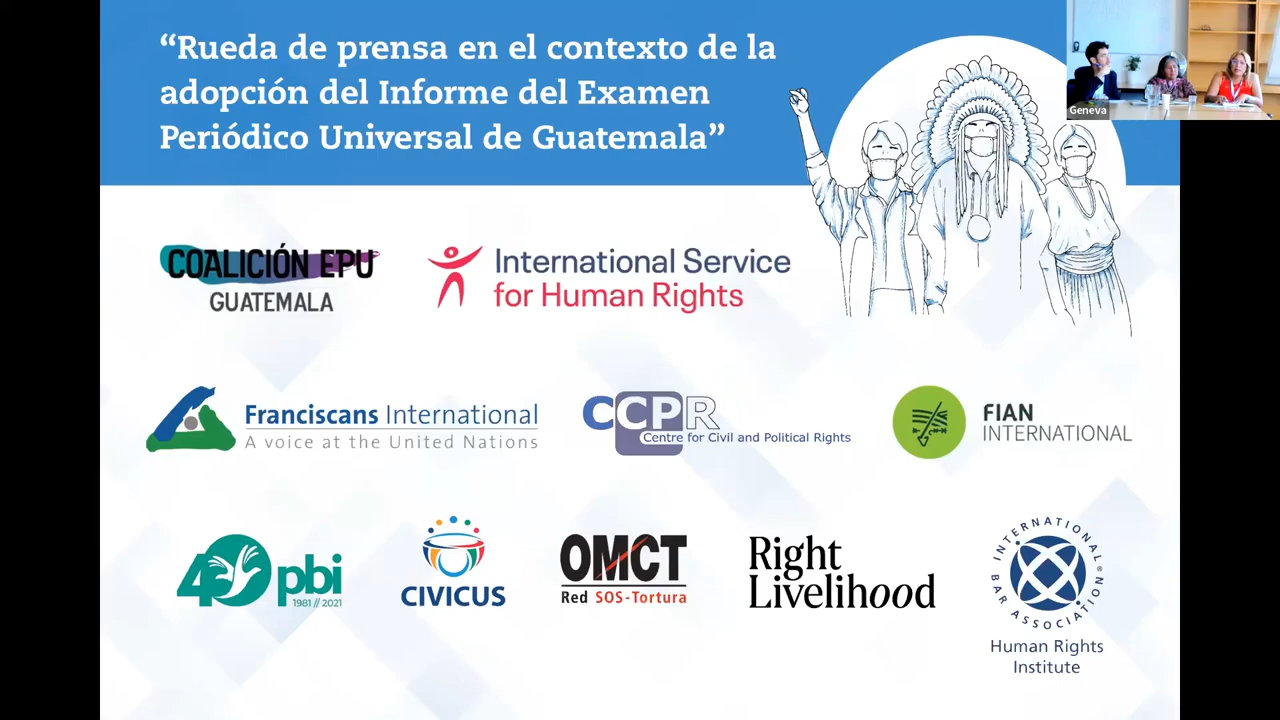 “Rueda de prensa en el contexto de la
adopción del Informe del Examen
Periódico Universal de Guatemala”
Geneva
COALICIÓN EPU
GUATEMALA
International Service
for Human Rights
Franciscans International
A voice at the United Nations
CCPR
Centre for Civil and Political Rights
FIAN
INTERNATIONAL
40 pbi
1981 // 2021
CIVICUS
OMCT
Red SOS-Tortura
Right
Livelihood
INTERNATIONAL BAR ASSOCIATION®
Human Rights
Institute